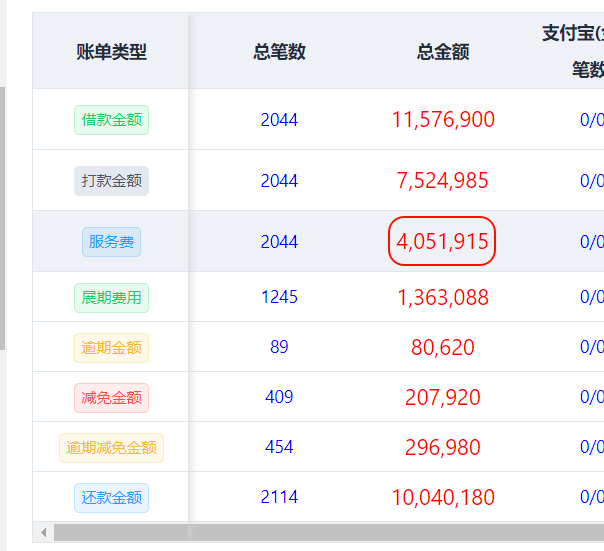 账单类型 总笔数 总金额 支付宝(
笔数
借款金额 2044 11,576,900 0/0
打款金额 2044 7,524,985 0/0
服务费 2044 4,051,915 0/0
展期费用 1245 1,363,088 0/0
逾期金额 89 80,620 0/0
减免金额 409 207,920 0/0
逾期减免金额 454 296,980 0/0
还款金额 2114 10,040,180 0/0